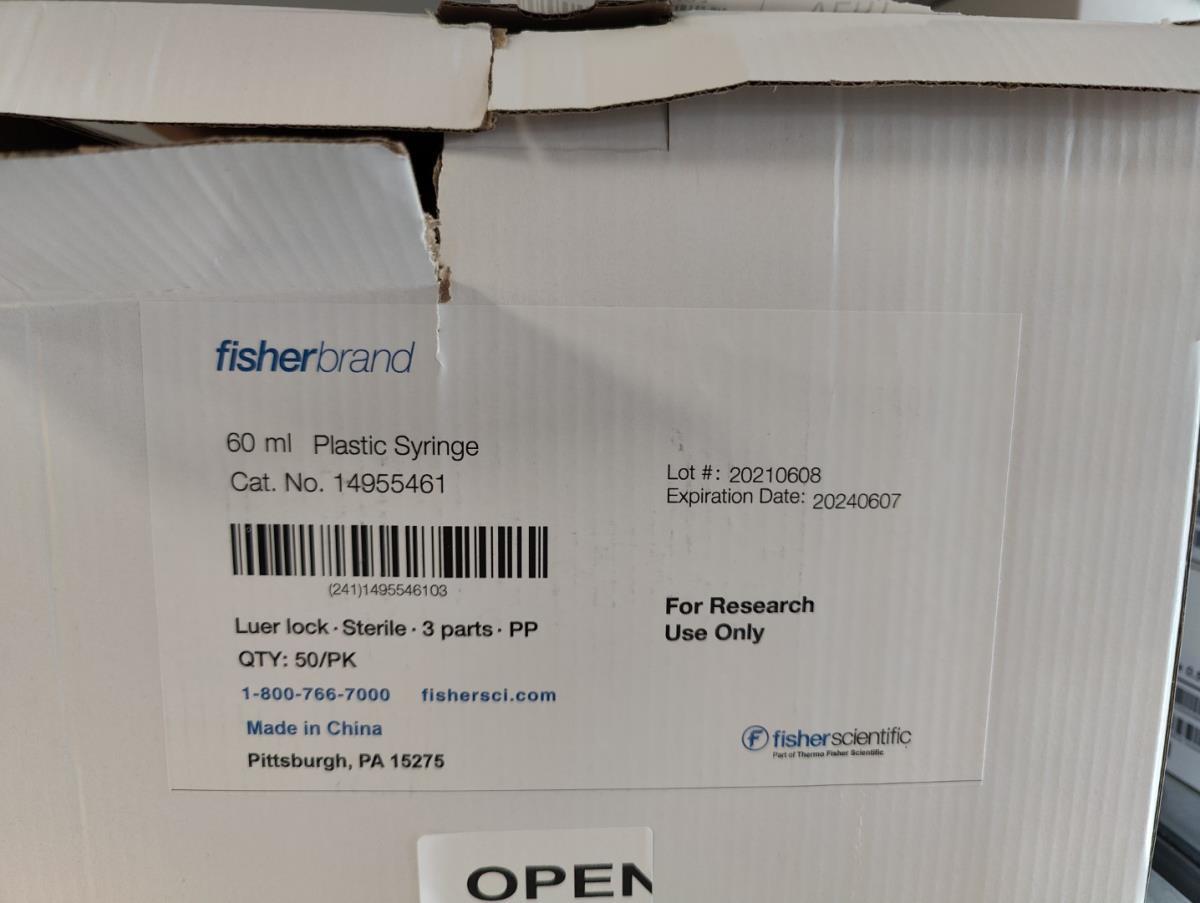 fisherbrand
60 ml Plastic Syringe
Cat. No. 14955461
(241)1495546103
Luer lock · Sterile · 3 parts · PP
QTY: 50/PK
1-800-766-7000 fishersci.com
Made in China
Pittsburgh, PA 15275
Lot #: 20210608
Expiration Date: 20240607
For Research
Use Only
fisherscientific
Part of Thermo Fisher Scientific
OPEN